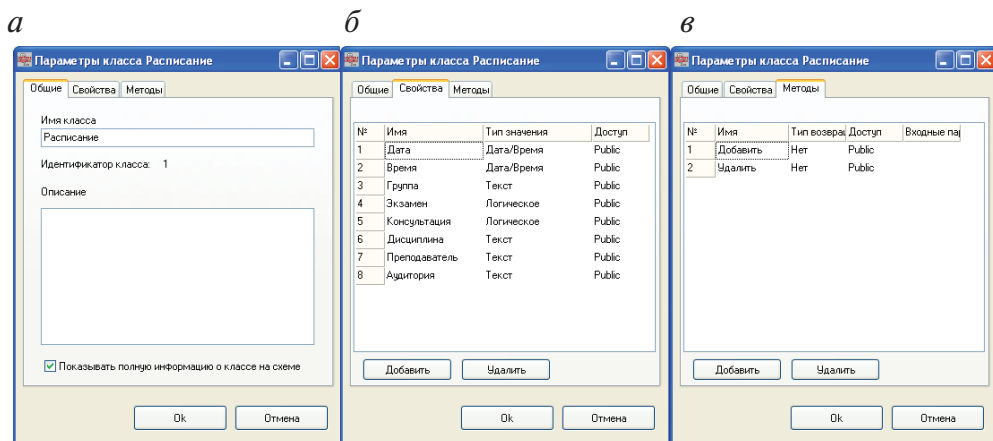 а
Параметры класса Расписание
Общие Свойства Методы
Имя класса
Расписание
Идентификатор класса: 1
Описание
Показывать полную информацию о классе на схеме
Ok Отмена
б
Параметры класса Расписание
Общие Свойства Методы
№ Имя Тип значения Доступ
1 Дата Дата/Время Public
2 Время Дата/Время Public
3 Группа Текст Public
4 Экзамен Логическое Public
5 Консультация Логическое Public
6 Дисциплина Текст Public
7 Преподаватель Текст Public
8 Аудитория Текст Public
Добавить Удалить
Ok Отмена
в
Параметры класса Расписание
Общие Свойства Методы
№ Имя Тип возвра Доступ Входные па
1 Добавить Нет Public
2 Удалить Нет Public
Добавить Удалить
Ok Отмена